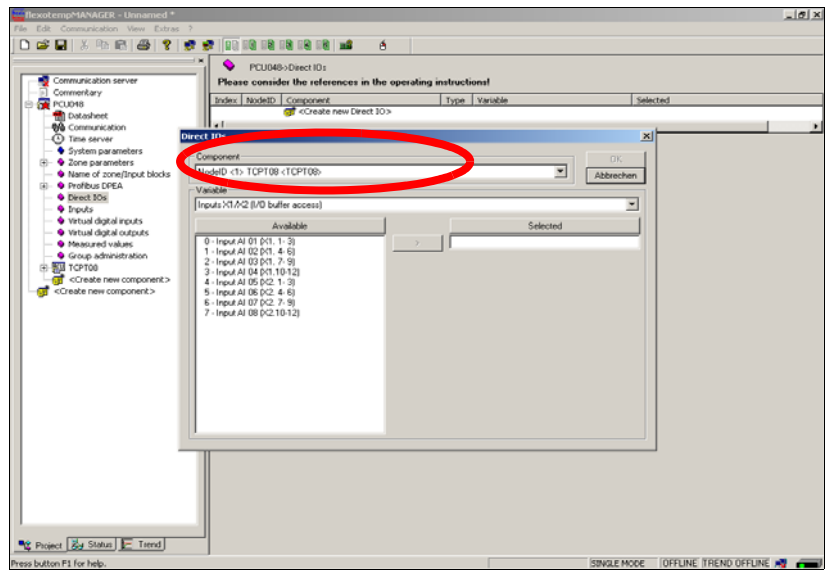 flexotempMANAGER - Unnamed *
File Edit Communication View Extras ?
PCU048->Direct IOs
Please consider the references in the operating instructions!
Index NodeID Component Type Variable Selected
<Create new Direct IO>
Communication server
Commentary
PCU048
Datasheet
Communication
Time server
System parameters
Zone parameters
Name of zone/Input blocks
Profibus DPEA
Direct IOs
Inputs
Virtual digital inputs
Virtual digital outputs
Measured values
Group administration
TCPT08
<Create new component>
<Create new component>
Direct IOs
Component
NodeID <1> TCPT08 <TCPT08>
OK
Abbrechen
Variable
Inputs X1/X2 (I/O buffer access)
Available
Selected
>
0 - Input AI 01 (X1, 1- 3)
1 - Input AI 02 (X1, 4- 6)
2 - Input AI 03 (X1, 7- 9)
3 - Input AI 04 (X1,10-12)
4 - Input AI 05 (X2, 1- 3)
5 - Input AI 06 (X2, 4- 6)
6 - Input AI 07 (X2, 7- 9)
7 - Input AI 08 (X2,10-12)
Project Status Trend
Press button F1 for help.
SINGLE MODE OFFLINE TREND OFFLINE